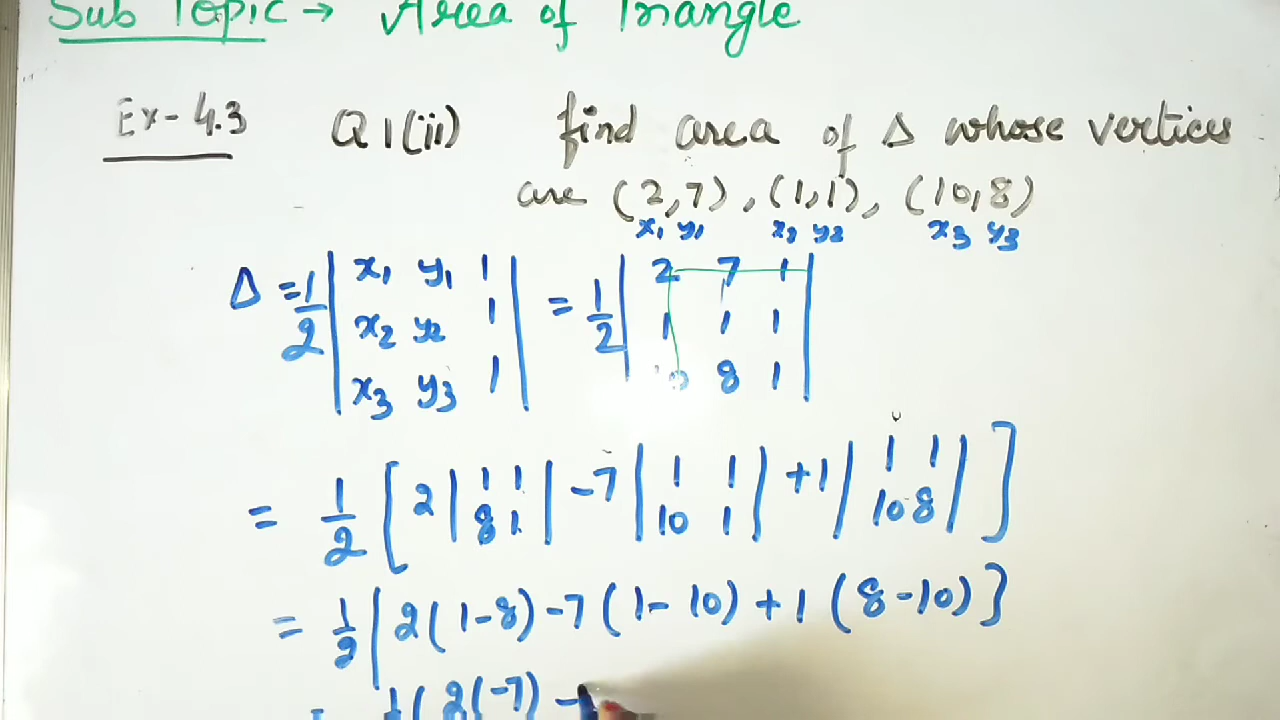 Sub Topic → Area of Triangle
Ex-4.3 Q1(ii) find area of Δ whose vertices
are (2,7), (1,1), (10,8)
x₁ y₁ x₂ y₂ x₃ y₃
Δ = 1/2 | x₁ y₁ 1 | = 1/2 | 2 7 1 |
| x₂ y₂ 1 | | 1 1 1 |
| x₃ y₃ 1 | | 10 8 1 |
= 1/2 [ 2 | 1 1 | -7 | 1 1 | +1 | 1 1 | ]
| 8 1 | | 10 1 | | 10 8 |
= 1/2 [ 2(1-8) -7(1-10) + 1(8-10) ]
= 1/2 ( 2(-7) -